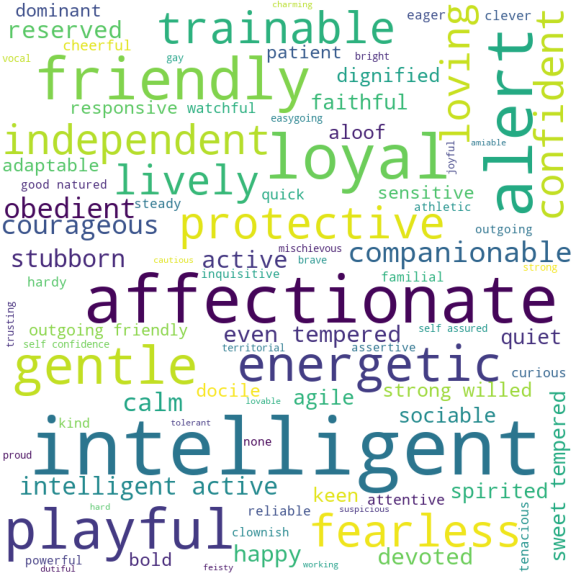 dominant
charming
eager
clever
reserved
trainable
loving
alert
confident
cheerful
patient
vocal
gay
bright
friendly
dignified
responsive
watchful
faithful
easygoing
independent
loyal
aloof
joyful
amiable
adaptable
lively
good natured
steady
quick
sensitive
obedient
athletic
courageous
protective
outgoing
stubborn
active
mischievous
brave
companionable
cautious
inquisitive
familial
strong
hardy
affectionate
trusting
outgoing friendly
even tempered
self assured
quiet
self confidence
territorial
assertive
gentle
energetic
curious
docile
agile
strong willed
lovable
calm
sociable
sweet tempered
kind
tolerant
none
intelligent
proud
intelligent active
keen
attentive
spirited
hard
reliable
suspicious
tenacious
playful
clownish
fearless
powerful
bold
happy
devoted
dutiful
feisty
working